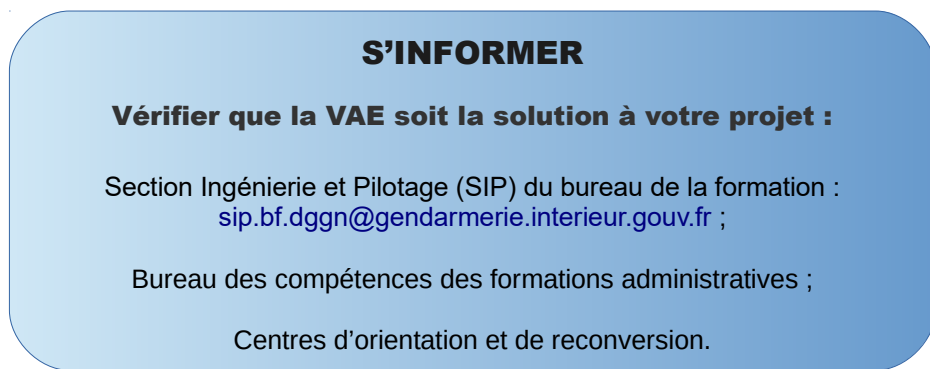 S’INFORMER
Vérifier que la VAE soit la solution à votre projet :
Section Ingénierie et Pilotage (SIP) du bureau de la formation :
sip.bf.dggn@gendarmerie.interieur.gouv.fr ;
Bureau des compétences des formations administratives ;
Centres d’orientation et de reconversion.